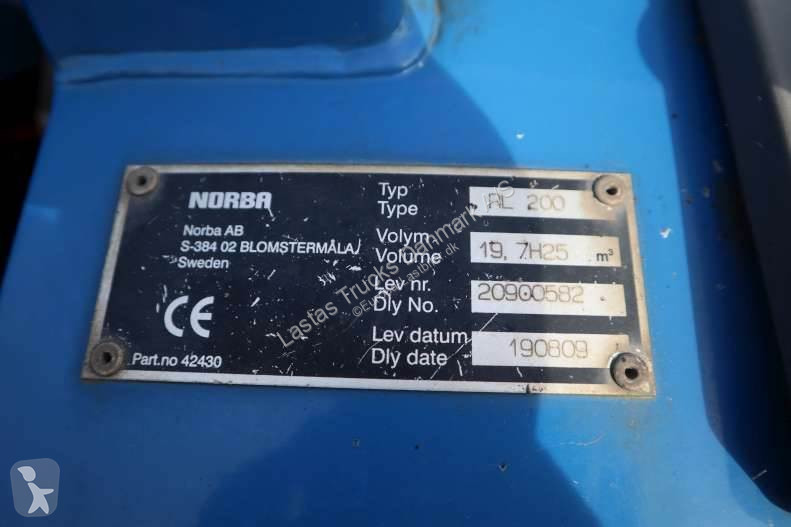 NORBA
Norba AB
S-384 02 BLOMSTERMÅLA
Sweden
CE
Part.no 42430
Typ
Type
RL 200
Volym
Volume
19,7H25 m³
Lev nr.
Dly No.
20900582
Lev datum
Dly date
190809
Lastas Trucks Danmark